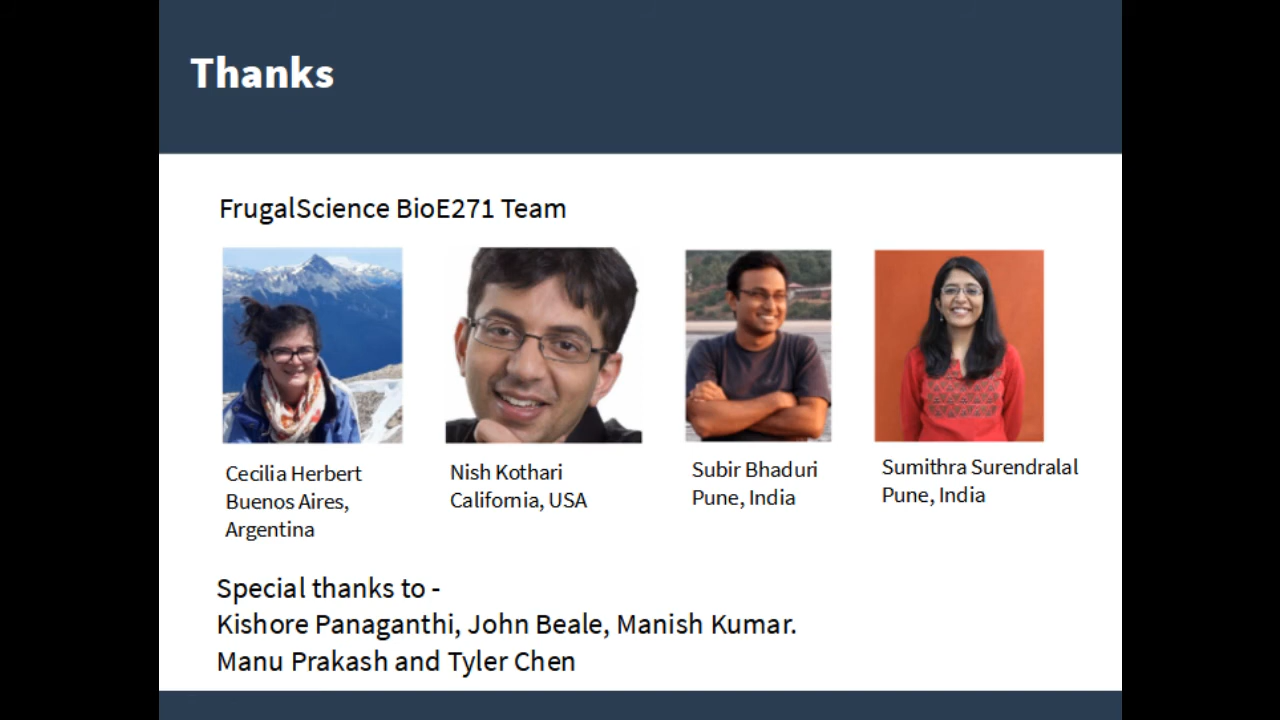 Thanks
FrugalScience BioE271 Team
Cecilia Herbert
Buenos Aires,
Argentina
Nish Kothari
California, USA
Subir Bhaduri
Pune, India
Sumithra Surendralal
Pune, India
Special thanks to -
Kishore Panaganthi, John Beale, Manish Kumar.
Manu Prakash and Tyler Chen